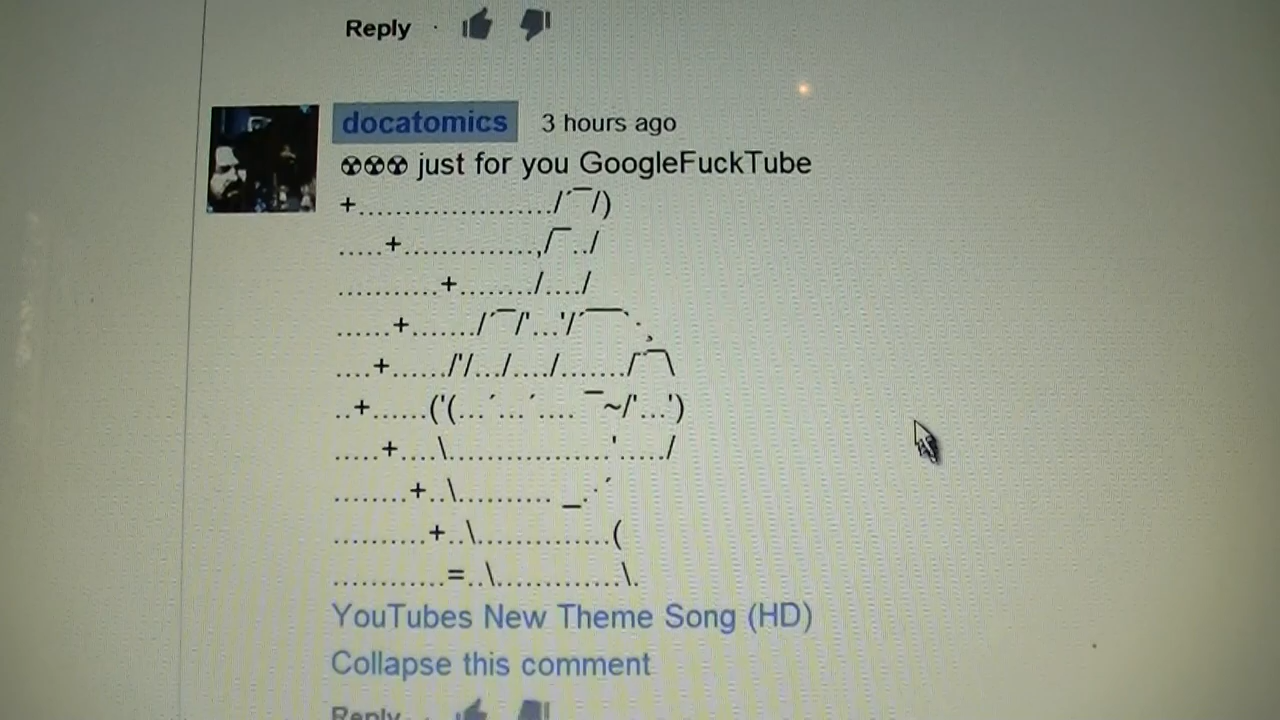 Reply ·
docatomics 3 hours ago
☢☢☢ just for you GoogleFuckTube
+...................../´¯/)
.....+..............,/¯../
...........+......../..../
......+......./´¯/'...'/´¯¯`·¸
....+....../'/.../..../......./¨¯\
..+......('(...´...´.... ¯~/'...')
.....+....\.................'...../
........+..\.......... _.·´
..........+..\..............(
............=..\.............\.
YouTubes New Theme Song (HD)
Collapse this comment
Reply ·